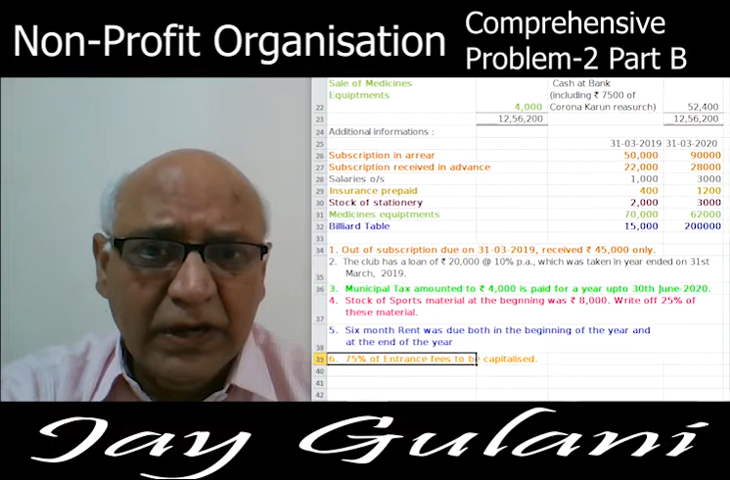 Non-Profit Organisation
Comprehensive
Problem-2 Part B
Sale of Medicines Cash at Bank
Equiptments (including ₹ 7500 of
22 4,000 Corona Karun reasurch) 52,400
23 12,56,200 12,56,200
24 Additional informations :
25 31-03-2019 31-03-2020
26 Subscription in arrear 50,000 90000
27 Subscription received in advance 22,000 28000
28 Salaries o/s 1,000 3000
29 Insurance prepaid 400 1200
30 Stock of stationery 2,000 3000
31 Medicines equiptments 70,000 62000
32 Billiard Table 15,000 200000
34 1. Out of subscription due on 31-03-2019, received ₹ 45,000 only.
2. The club has a loan of ₹ 20,000 @ 10% p.a., which was taken in year ended on 31st
35 March, 2019.
36 3. Municipal Tax amounted to ₹ 4,000 is paid for a year upto 30th June-2020.
4. Stock of Sports material at the begnning was ₹ 8,000. Write off 25% of
37 these material.
5. Six month Rent was due both in the beginning of the year and
38 at the end of the year
39 6. 75% of Entrance fees to be capitalised.
40
41
42
Jay Gulani